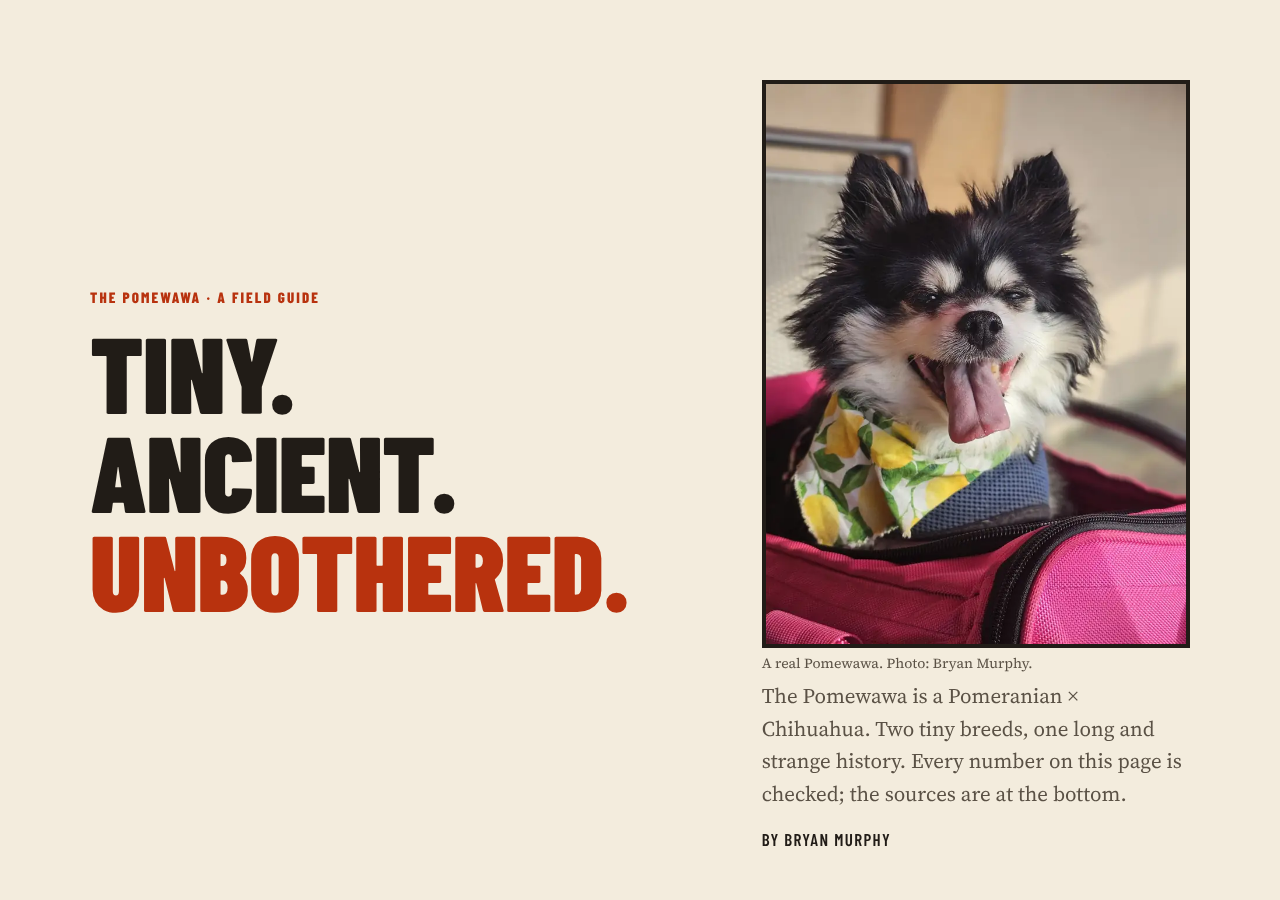 THE POMEWAWA · A FIELD GUIDE
TINY.
ANCIENT.
UNBOTHERED.
A real Pomewawa. Photo: Bryan Murphy.
The Pomewawa is a Pomeranian ×
Chihuahua. Two tiny breeds, one long and
strange history. Every number on this page is
checked; the sources are at the bottom.
BY BRYAN MURPHY